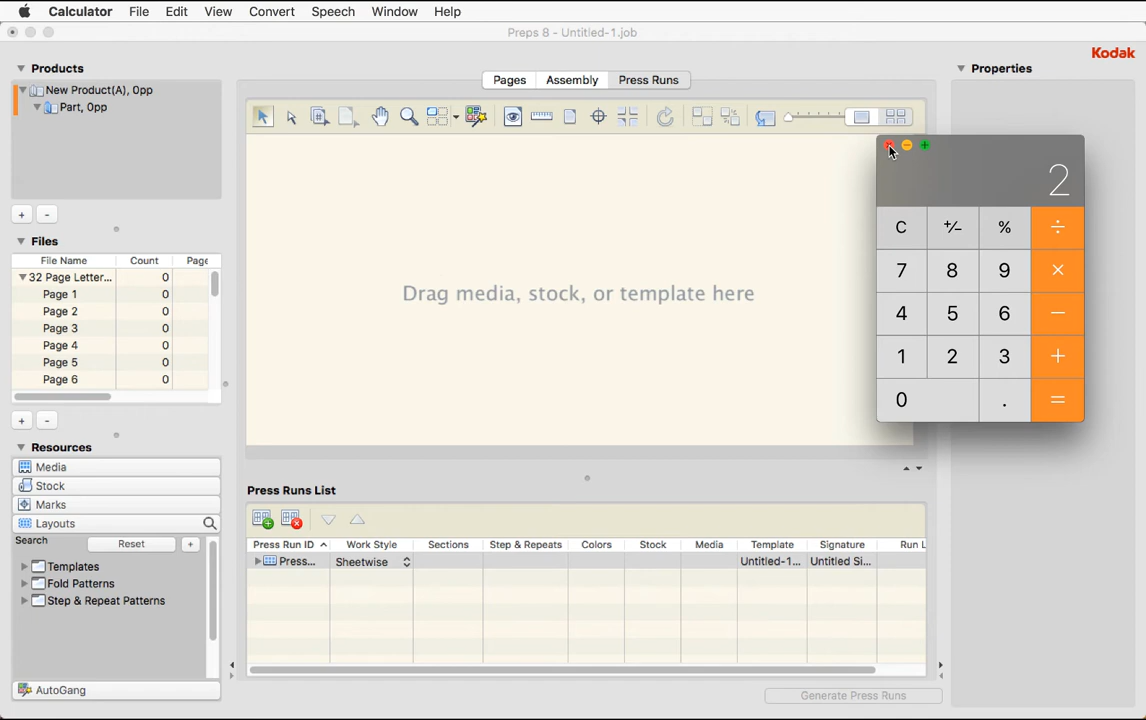 Calculator File Edit View Convert Speech Window Help
Preps 8 - Untitled-1.job
Kodak
Products
New Product(A), 0pp
Part, 0pp
+ -
Files
File Name Count Page
32 Page Letter... 0
Page 1 0
Page 2 0
Page 3 0
Page 4 0
Page 5 0
Page 6 0
+ -
Resources
Media
Stock
Marks
Layouts
Search Reset +
Templates
Fold Patterns
Step & Repeat Patterns
AutoGang
Pages Assembly Press Runs
Drag media, stock, or template here
Press Runs List
Press Run ID Work Style Sections Step & Repeats Colors Stock Media Template Signature Run L
Press... Sheetwise Untitled-1... Untitled Si...
Generate Press Runs
Properties
2
C +/- % ÷
7 8 9 ×
4 5 6 −
1 2 3 +
0 . =